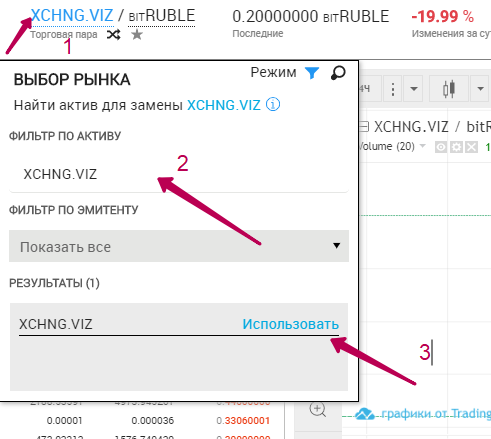 XCHNG.VIZ / BITRUBLE 0.20000000 BITRUBLE -19.99 %
Торговая пара Последние Изменения за су
1
ВЫБОР РЫНКА Режим
Найти актив для замены XCHNG.VIZ
ФИЛЬТР ПО АКТИВУ
XCHNG.VIZ
2
ФИЛЬТР ПО ЭМИТЕНТУ
Показать все
РЕЗУЛЬТАТЫ (1)
XCHNG.VIZ Использовать
3
нч
XCHNG.VIZ / bitR
Volume (20)
0.00001 0.000036 0.33060001
графики от Trading